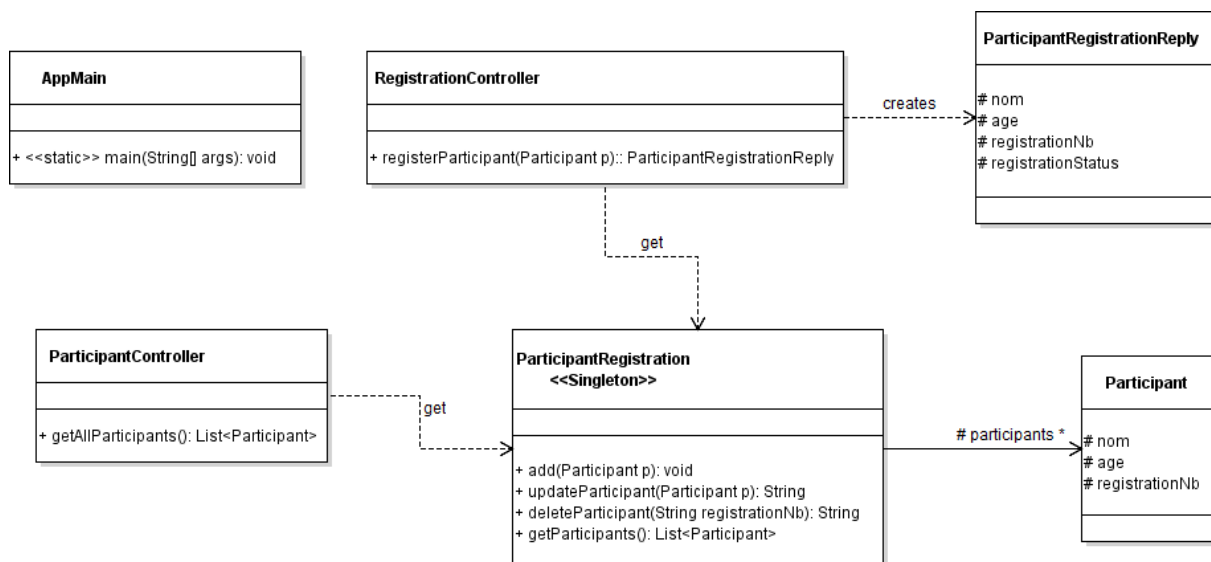 AppMain
+ <<static>> main(String[] args): void
RegistrationController
+ registerParticipant(Participant p):: ParticipantRegistrationReply
creates
ParticipantRegistrationReply
# nom
# age
# registrationNb
# registrationStatus
get
ParticipantController
+ getAllParticipants(): List<Participant>
get
ParticipantRegistration
<<Singleton>>
+ add(Participant p): void
+ updateParticipant(Participant p): String
+ deleteParticipant(String registrationNb): String
+ getParticipants(): List<Participant>
# participants *
Participant
# nom
# age
# registrationNb